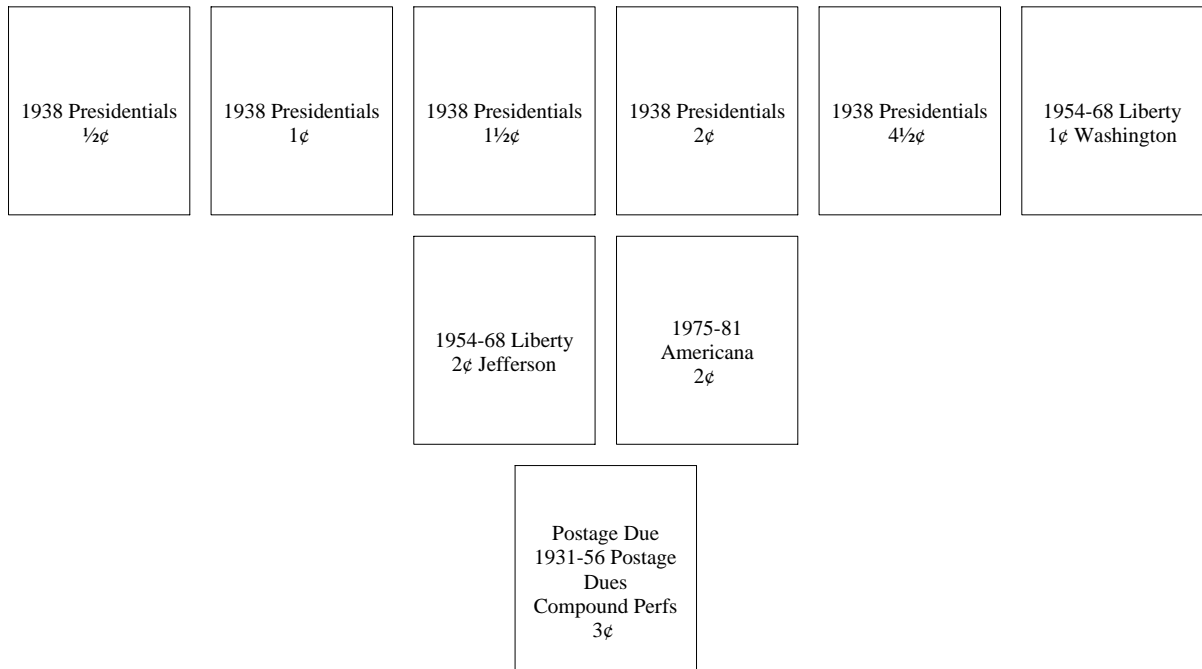 1938 Presidentials
½¢
1938 Presidentials
1¢
1938 Presidentials
1½¢
1938 Presidentials
2¢
1938 Presidentials
4½¢
1954-68 Liberty
1¢ Washington
1954-68 Liberty
2¢ Jefferson
1975-81
Americana
2¢
Postage Due
1931-56 Postage
Dues
Compound Perfs
3¢